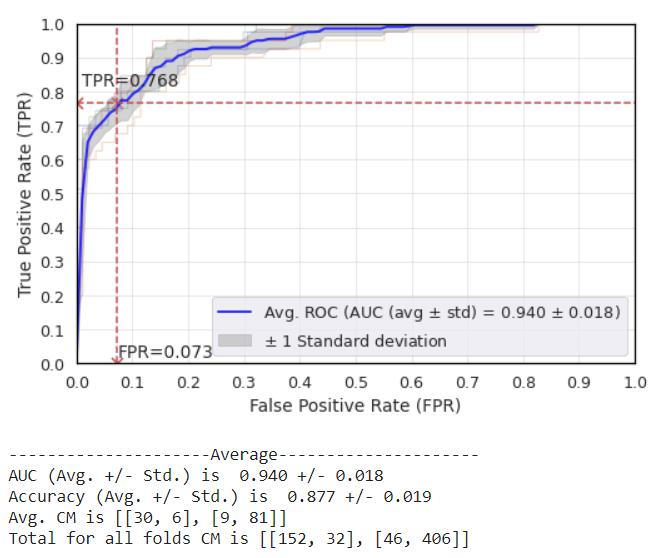 1.0
0.9
0.8
0.7
0.6
0.5
0.4
0.3
0.2
0.1
0.0
True Positive Rate (TPR)
TPR=0.768
FPR=0.073
Avg. ROC (AUC (avg ± std) = 0.940 ± 0.018)
± 1 Standard deviation
0.0 0.1 0.2 0.3 0.4 0.5 0.6 0.7 0.8 0.9 1.0
False Positive Rate (FPR)
---------------------Average---------------------
AUC (Avg. +/- Std.) is  0.940 +/- 0.018
Accuracy (Avg. +/- Std.) is  0.877 +/- 0.019
Avg. CM is [[30, 6], [9, 81]]
Total for all folds CM is [[152, 32], [46, 406]]